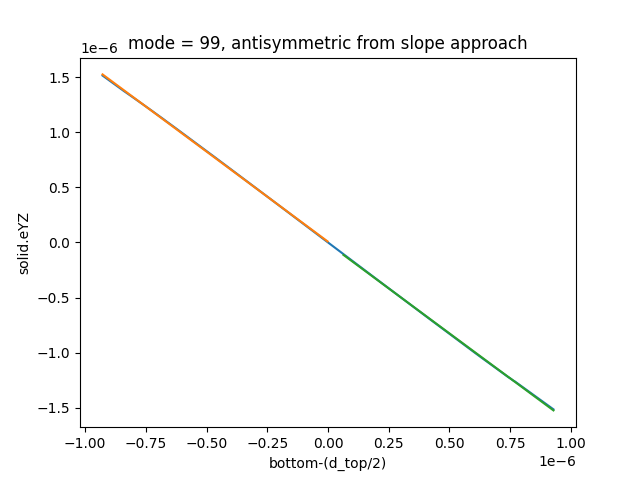 1e−6 mode = 99, antisymmetric from slope approach
1.5
1.0
0.5
0.0
−0.5
−1.0
−1.5
solid.eYZ
−1.00 −0.75 −0.50 −0.25 0.00 0.25 0.50 0.75 1.00
bottom-(d_top/2) 1e−6